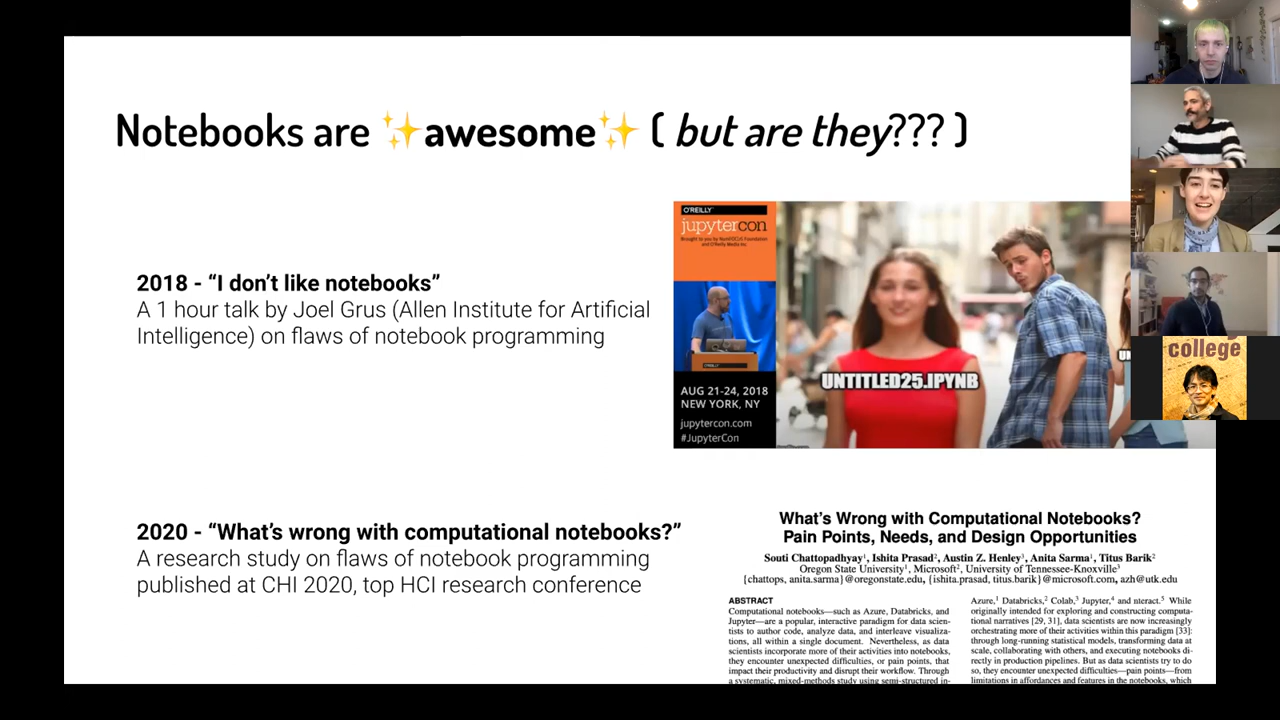 Notebooks are ✨awesome✨ ( but are they??? )
2018 - “I don’t like notebooks”
A 1 hour talk by Joel Grus (Allen Institute for Artificial
Intelligence) on flaws of notebook programming
O'REILLY
jupytercon
AUG 21-24, 2018
NEW YORK, NY
jupytercon.com
#JupyterCon
UNTITLED25.IPYNB
UN
college
2020 - “What’s wrong with computational notebooks?”
A research study on flaws of notebook programming
published at CHI 2020, top HCI research conference
What’s Wrong with Computational Notebooks?
Pain Points, Needs, and Design Opportunities
Souti Chattopadhyay¹, Ishita Prasad², Austin Z. Henley³, Anita Sarma¹, Titus Barik²
Oregon State University¹, Microsoft², University of Tennessee-Knoxville³
{chattops, anita.sarma}@oregonstate.edu, {ishita.prasad, titus.barik}@microsoft.com, azh@utk.edu
ABSTRACT
Computational notebooks—such as Azure, Databricks, and
Jupyter—are a popular, interactive paradigm for data scien-
tists to author code, analyze data, and interleave visualiza-
tions, all within a single document. Nevertheless, as data
scientists incorporate more of their activities into notebooks,
they encounter unexpected difficulties, or pain points, that
impact their productivity and disrupt their workflow. Through
a systematic, mixed-methods study using semi-structured in-
Azure,¹ Databricks,² Colab,³ Jupyter,⁴ and nteract.⁵ While
originally intended for exploring and constructing computa-
tional narratives [29, 31], data scientists are now increasingly
orchestrating more of their activities within this paradigm [33]:
through long-running statistical models, transforming data at
scale, collaborating with others, and executing notebooks di-
rectly in production pipelines. But as data scientists try to do
so, they encounter unexpected difficulties—pain points—from
limitations in affordances and features in the notebooks, which